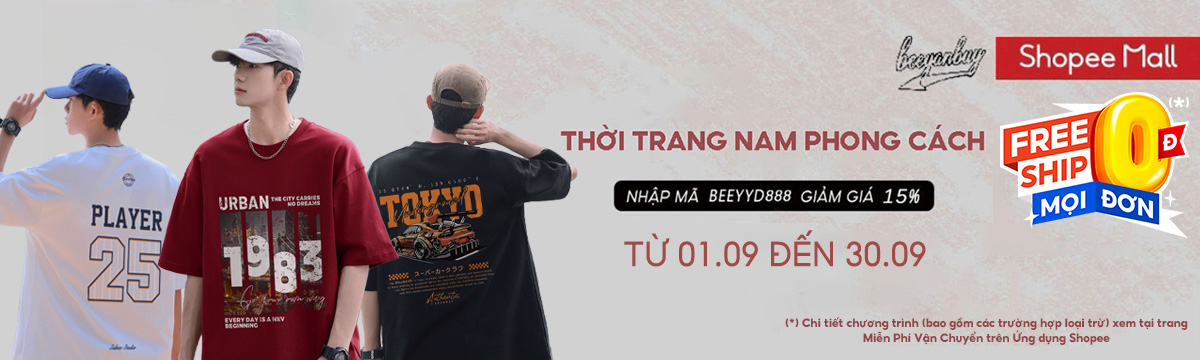 beeyanbuy
Shopee Mall
THỜI TRANG NAM PHONG CÁCH
NHẬP MÃ BEEYYD888 GIẢM GIÁ 15%
TỪ 01.09 ĐẾN 30.09
(*)
FREE
SHIP
0Đ
MỌI ĐƠN
(*) Chi tiết chương trình (bao gồm các trường hợp loại trừ) xem tại trang
Miễn Phí Vận Chuyển trên Ứng dụng Shopee
PLAYER
25
URBAN THE CITY CARRIES
NO DREAMS
1983
EVERY DAY IS A NEV
BEGINNING
TOKYO
スーパーカークラブ
Authentic